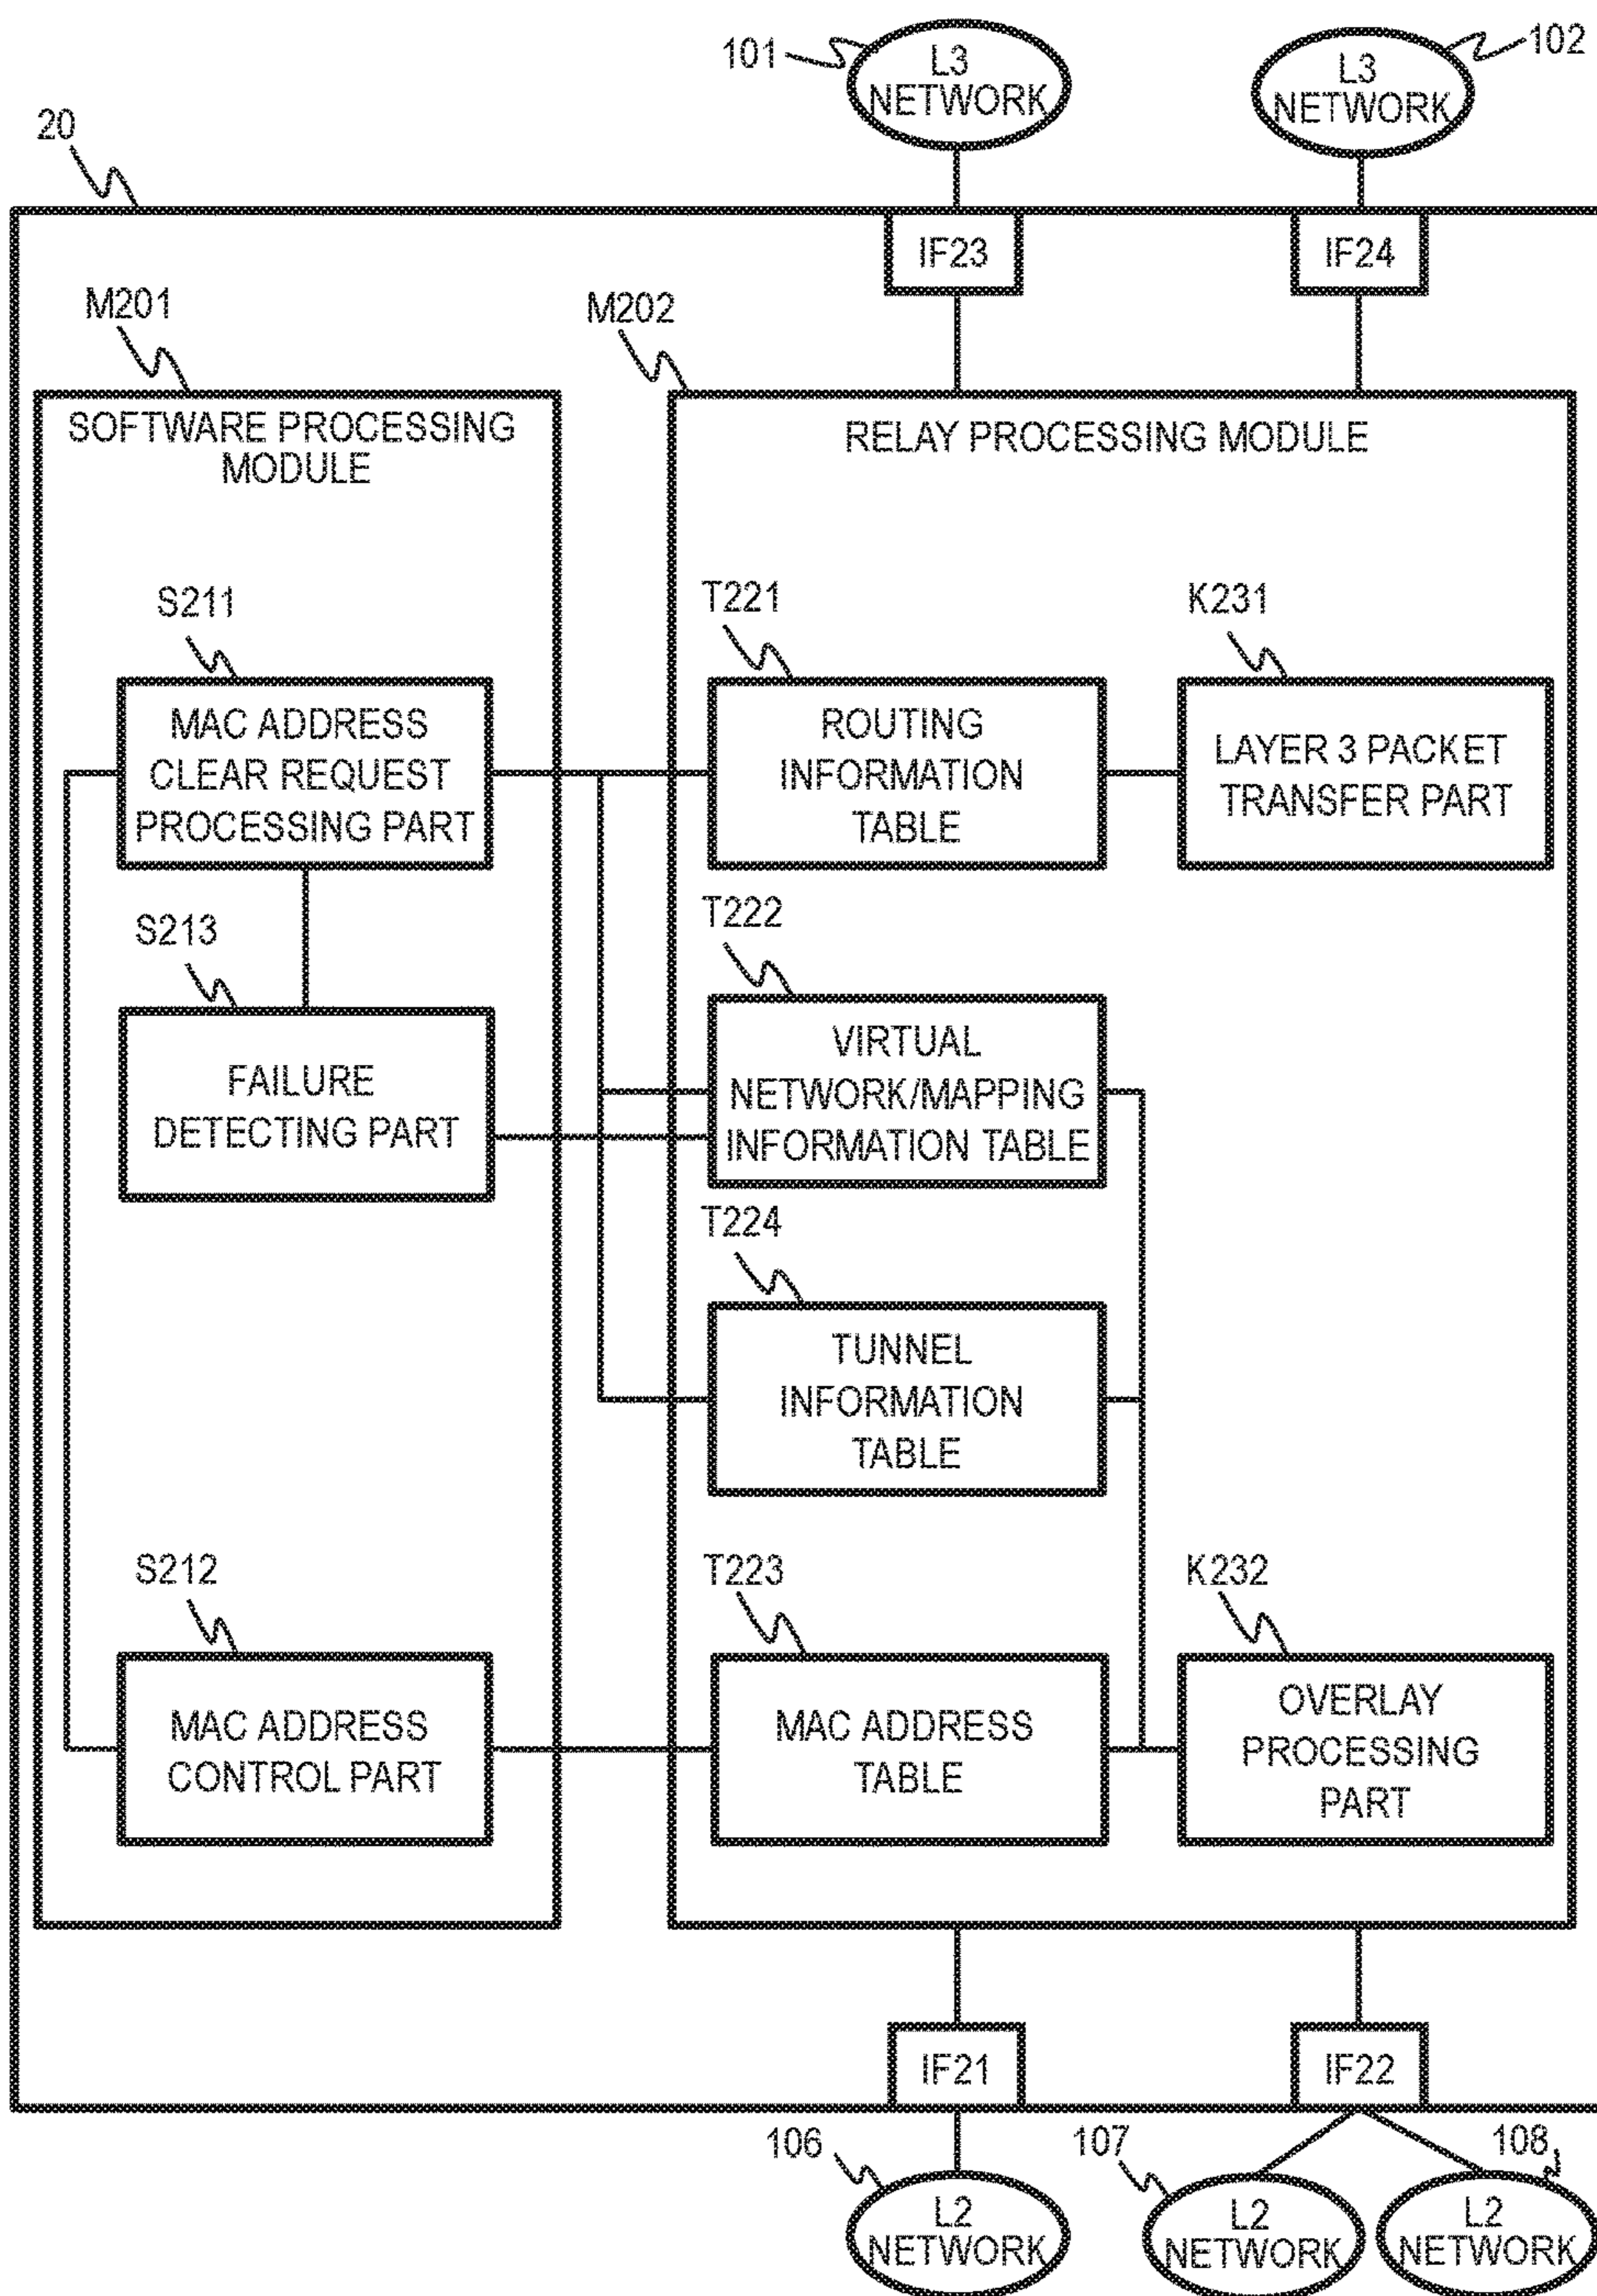 101
L3
NETWORK
L3
NETWORK
102
20
IF23
IF24
M201
M202
SOFTWARE PROCESSING
MODULE
RELAY PROCESSING MODULE
S211
T221
K231
MAC ADDRESS
CLEAR REQUEST
PROCESSING PART
ROUTING
INFORMATION
TABLE
LAYER 3 PACKET
TRANSFER PART
S213
T222
FAILURE
DETECTING PART
VIRTUAL
NETWORK/MAPPING
INFORMATION TABLE
T224
TUNNEL
INFORMATION
TABLE
S212
T223
K232
MAC ADDRESS
CONTROL PART
MAC ADDRESS
TABLE
OVERLAY
PROCESSING
PART
IF21
IF22
106
107
108
L2
NETWORK
L2
NETWORK
L2
NETWORK